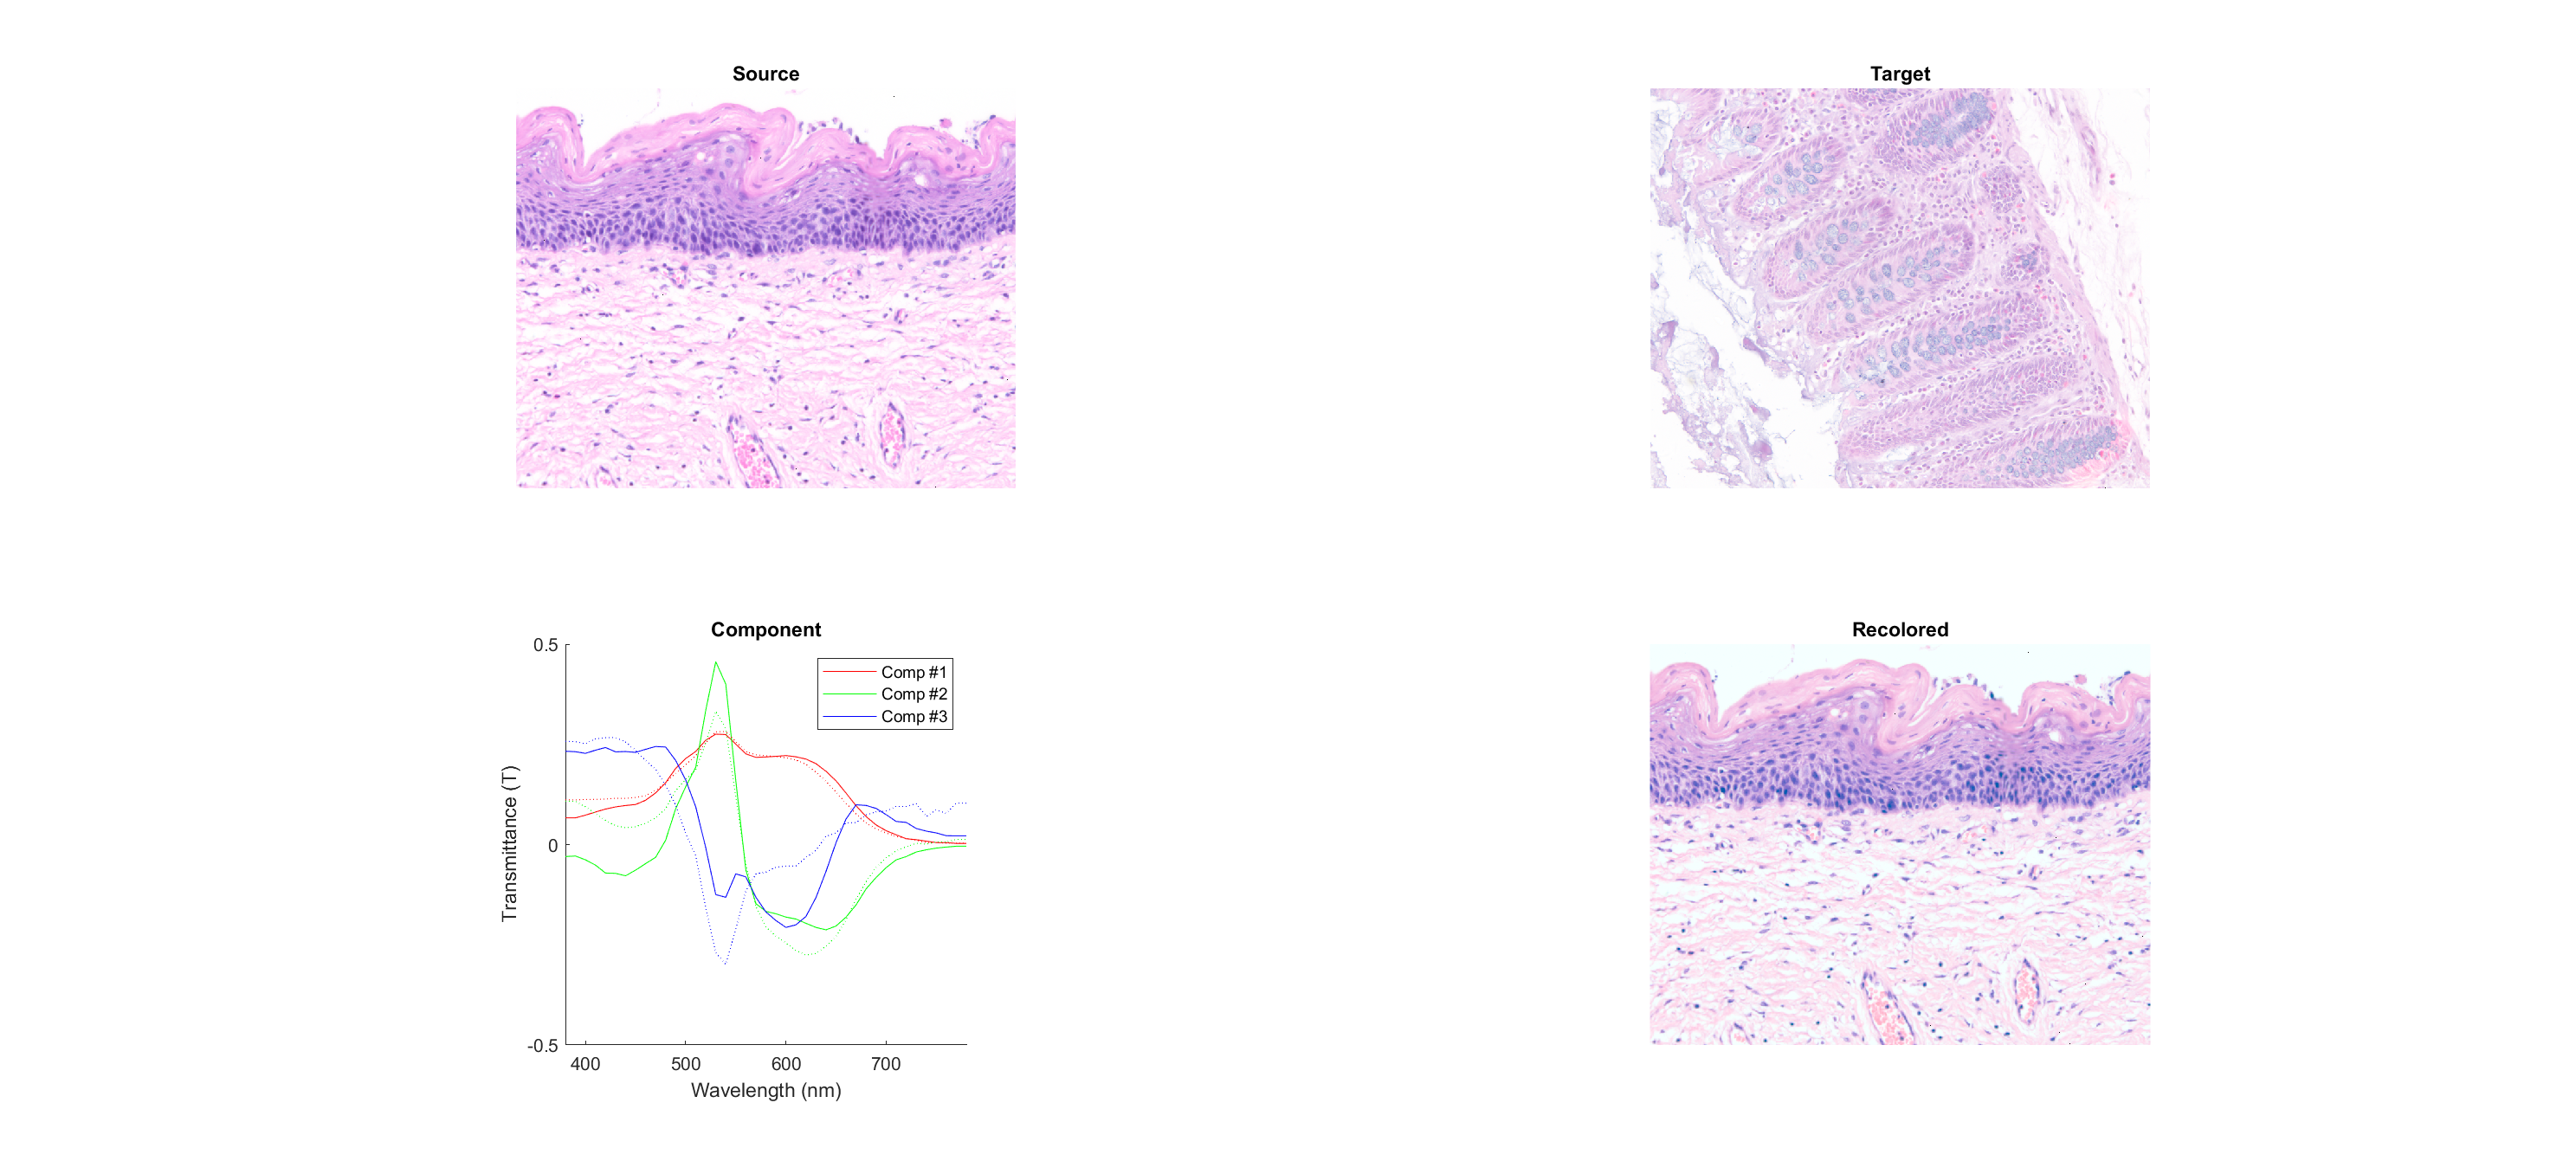 Source
Target
Component
0.5
0
-0.5
Transmittance (T)
400 500 600 700
Wavelength (nm)
Comp #1
Comp #2
Comp #3
Recolored